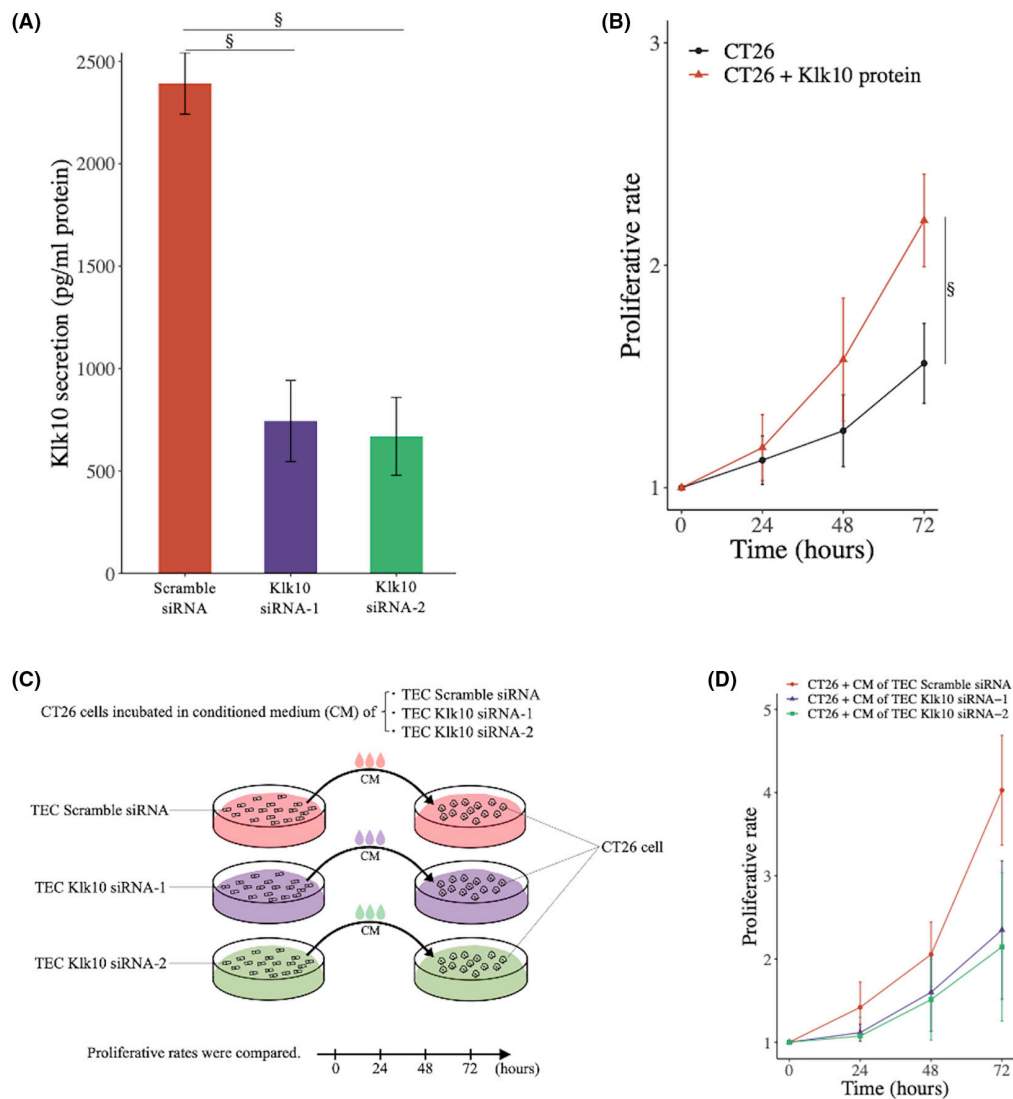 (A)
§
§
Klk10 secretion (pg/ml protein)
2500
2000
1500
1000
500
0
Scramble
siRNA
Klk10
siRNA-1
Klk10
siRNA-2
(B)
CT26
CT26 + Klk10 protein
Proliferative rate
3
2
1
§
0 24 48 72
Time (hours)
(C)
CT26 cells incubated in conditioned medium (CM) of
• TEC Scramble siRNA
• TEC Klk10 siRNA-1
• TEC Klk10 siRNA-2
CM
TEC Scramble siRNA
CM
TEC Klk10 siRNA-1
CT26 cell
CM
TEC Klk10 siRNA-2
Proliferative rates were compared.
0 24 48 72 (hours)
(D)
CT26 + CM of TEC Scramble siRNA
CT26 + CM of TEC Klk10 siRNA−1
CT26 + CM of TEC Klk10 siRNA−2
Proliferative rate
5
4
3
2
1
0 24 48 72
Time (hours)